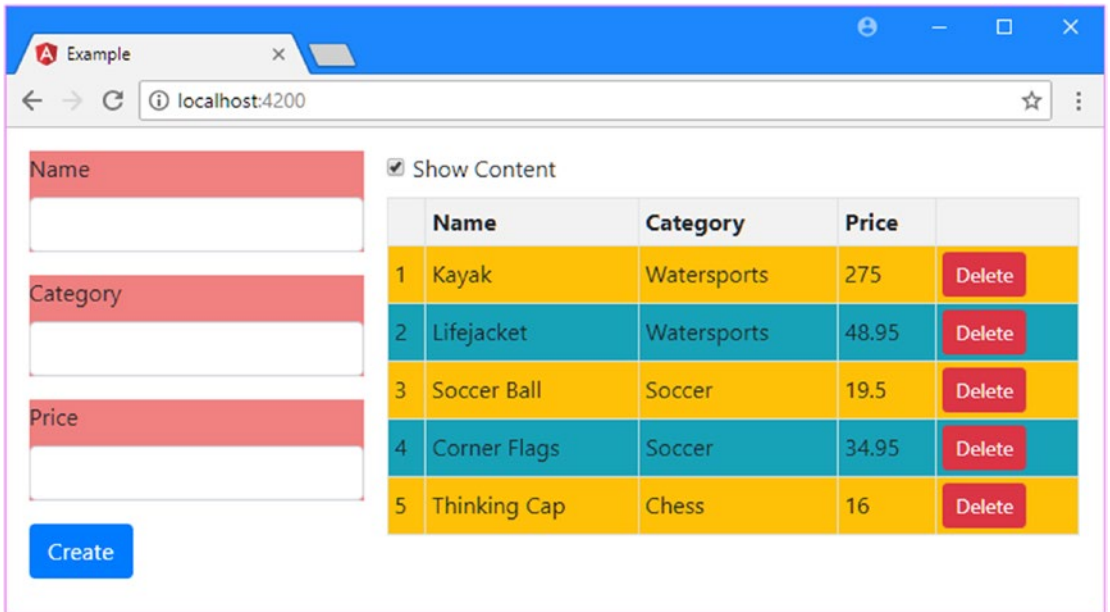 Example
localhost:4200
Name
Category
Price
Create
Show Content
Name Category Price
1 Kayak Watersports 275 Delete
2 Lifejacket Watersports 48.95 Delete
3 Soccer Ball Soccer 19.5 Delete
4 Corner Flags Soccer 34.95 Delete
5 Thinking Cap Chess 16 Delete